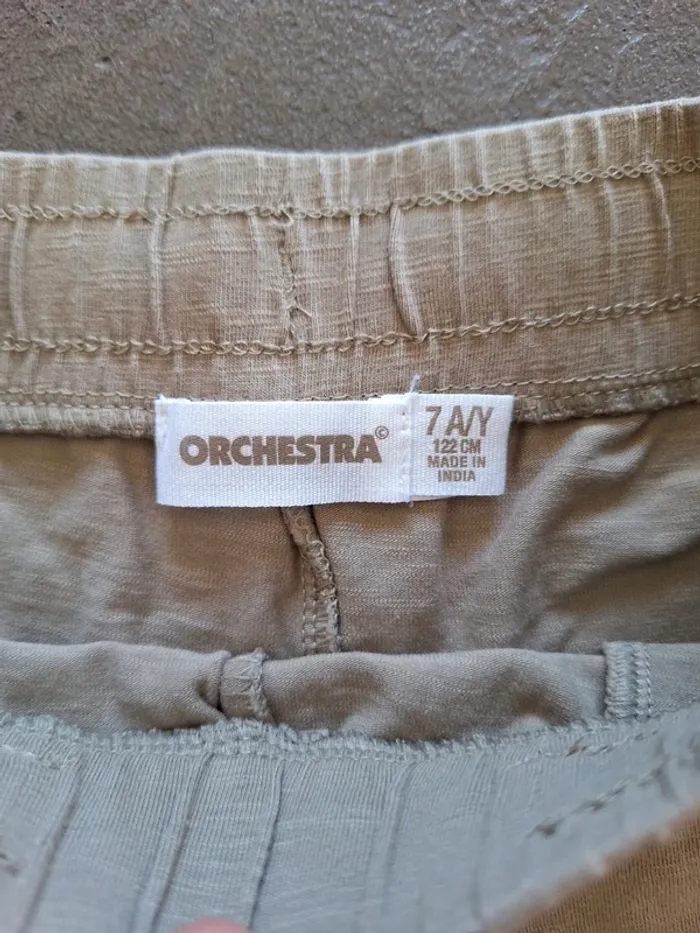 ORCHESTRA©
7 A/Y
122 CM
MADE IN
INDIA